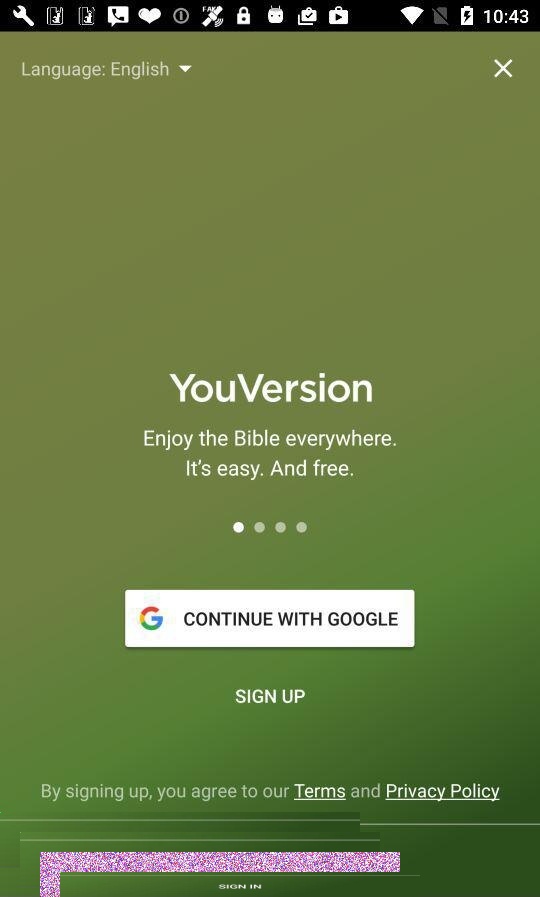 10:43
Language: English
YouVersion
Enjoy the Bible everywhere.
It's easy. And free.
CONTINUE WITH GOOGLE
SIGN UP
By signing up, you agree to our Terms and Privacy Policy
SIGN IN